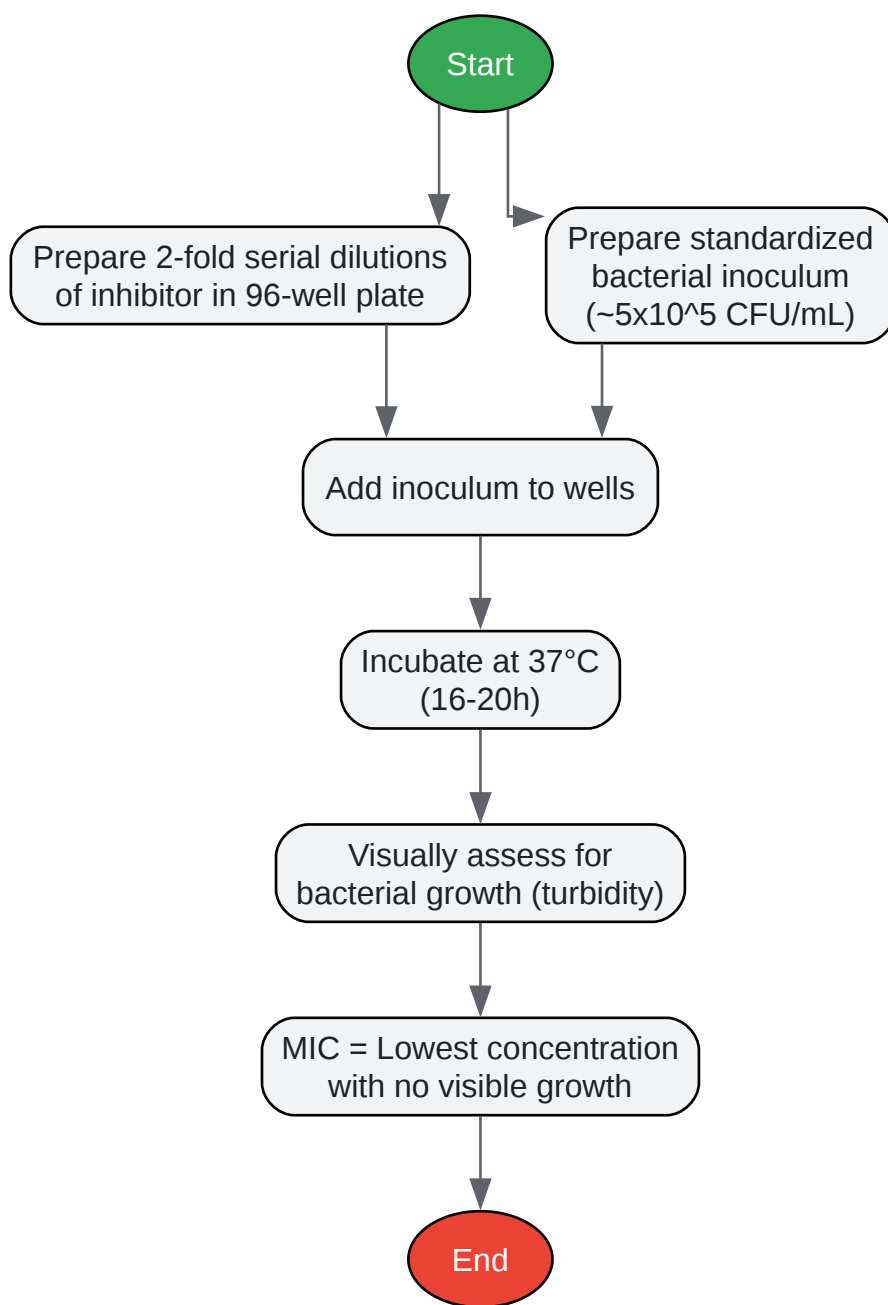 Start
Prepare 2-fold serial dilutions
of inhibitor in 96-well plate
Prepare standardized
bacterial inoculum
(~5x10^5 CFU/mL)
Add inoculum to wells
Incubate at 37°C
(16-20h)
Visually assess for
bacterial growth (turbidity)
MIC = Lowest concentration
with no visible growth
End